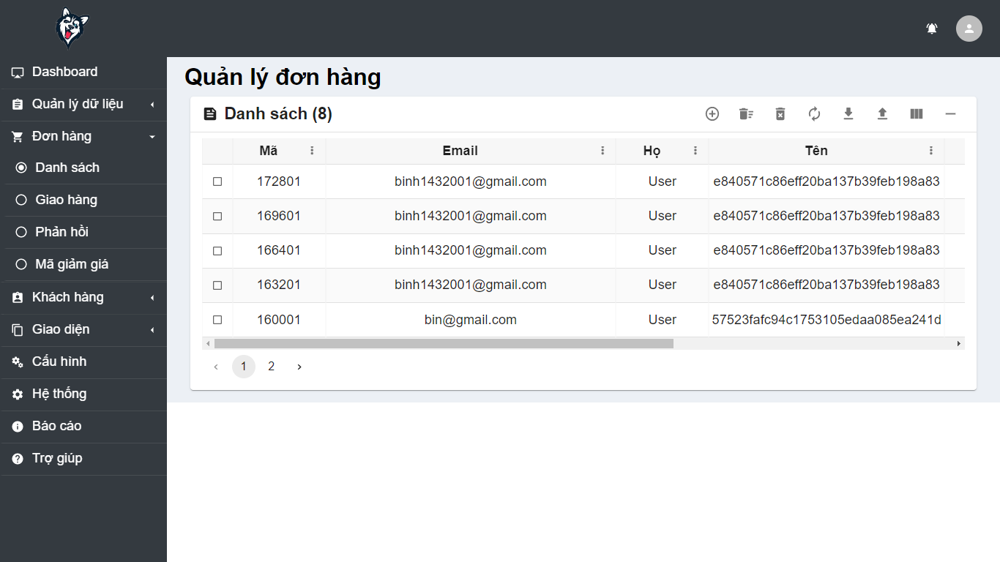 Dashboard
Quản lý dữ liệu
Đơn hàng
Danh sách
Giao hàng
Phản hồi
Mã giảm giá
Khách hàng
Giao diện
Cấu hình
Hệ thống
Báo cáo
Trợ giúp
Quản lý đơn hàng
Danh sách (8)
Mã Email Họ Tên
172801 binh1432001@gmail.com User e840571c86eff20ba137b39feb198a83
169601 binh1432001@gmail.com User e840571c86eff20ba137b39feb198a83
166401 binh1432001@gmail.com User e840571c86eff20ba137b39feb198a83
163201 binh1432001@gmail.com User e840571c86eff20ba137b39feb198a83
160001 bin@gmail.com User 57523fafc94c1753105edaa085ea241d
1 2